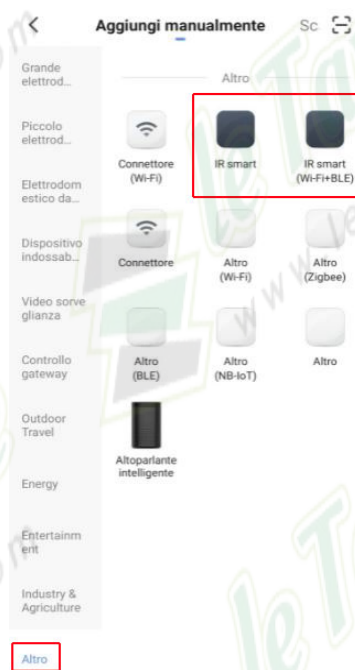 Aggiungi manualmente
Sc
Grande
elettrod...
Piccolo
elettrod...
Elettrodom
estico da...
Dispositivo
indossab...
Video sorve
glianza
Controllo
gateway
Outdoor
Travel
Energy
Entertainm
ent
Industry &
Agriculture
Altro
Altro
Connettore
(Wi-Fi)
IR smart
IR smart
(Wi-Fi+BLE)
Connettore
Altro
(Wi-Fi)
Altro
(Zigbee)
Altro
(BLE)
Altro
(NB-IoT)
Altro
Altoparlante
intelligente